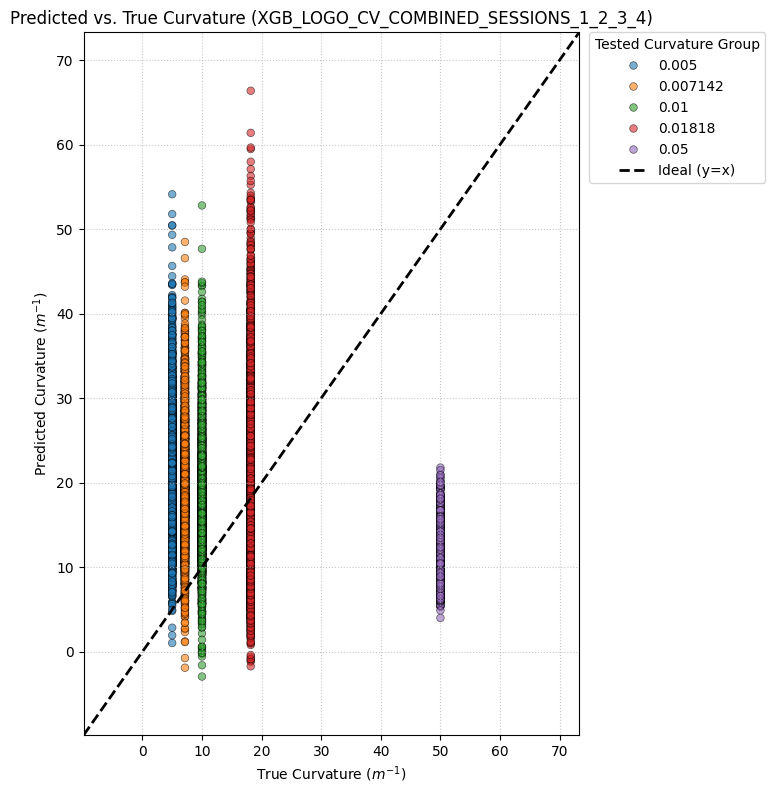 Predicted vs. True Curvature (XGB_LOGO_CV_COMBINED_SESSIONS_1_2_3_4)
Tested Curvature Group
0.005
0.007142
0.01
0.01818
0.05
Ideal (y=x)
Predicted Curvature (m⁻¹)
70
60
50
40
30
20
10
0
0 10 20 30 40 50 60 70
True Curvature (m⁻¹)